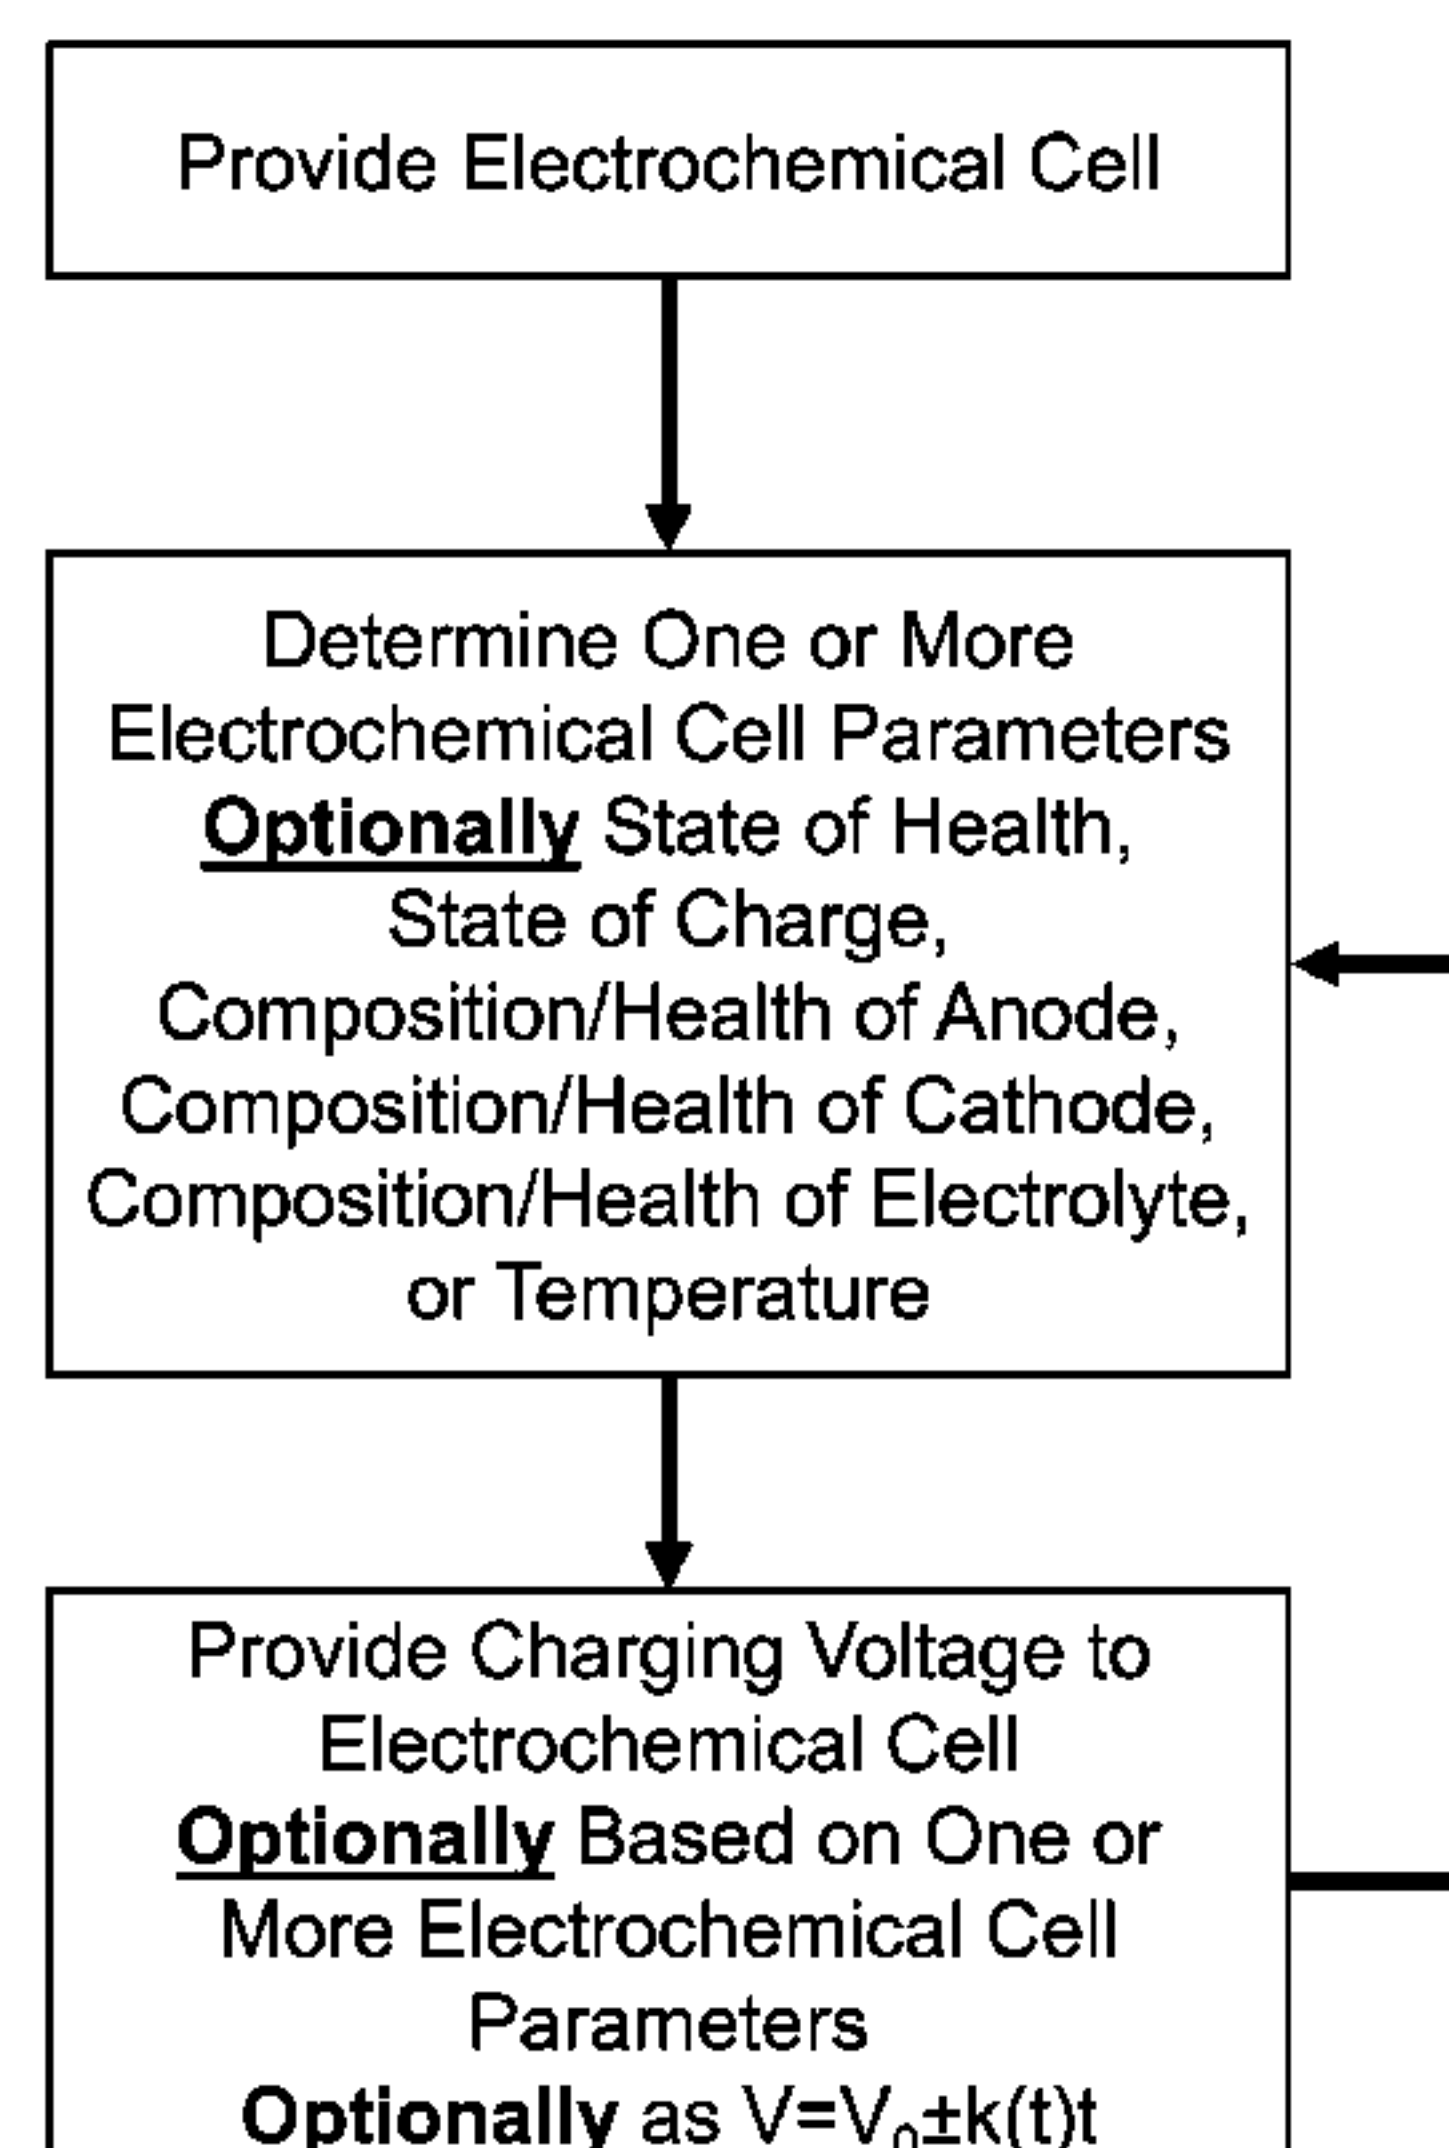 Provide Electrochemical Cell
Determine One or More
Electrochemical Cell Parameters
Optionally State of Health,
State of Charge,
Composition/Health of Anode,
Composition/Health of Cathode,
Composition/Health of Electrolyte,
or Temperature
Provide Charging Voltage to
Electrochemical Cell
Optionally Based on One or
More Electrochemical Cell
Parameters
Optionally as V=V₀±k(t)t